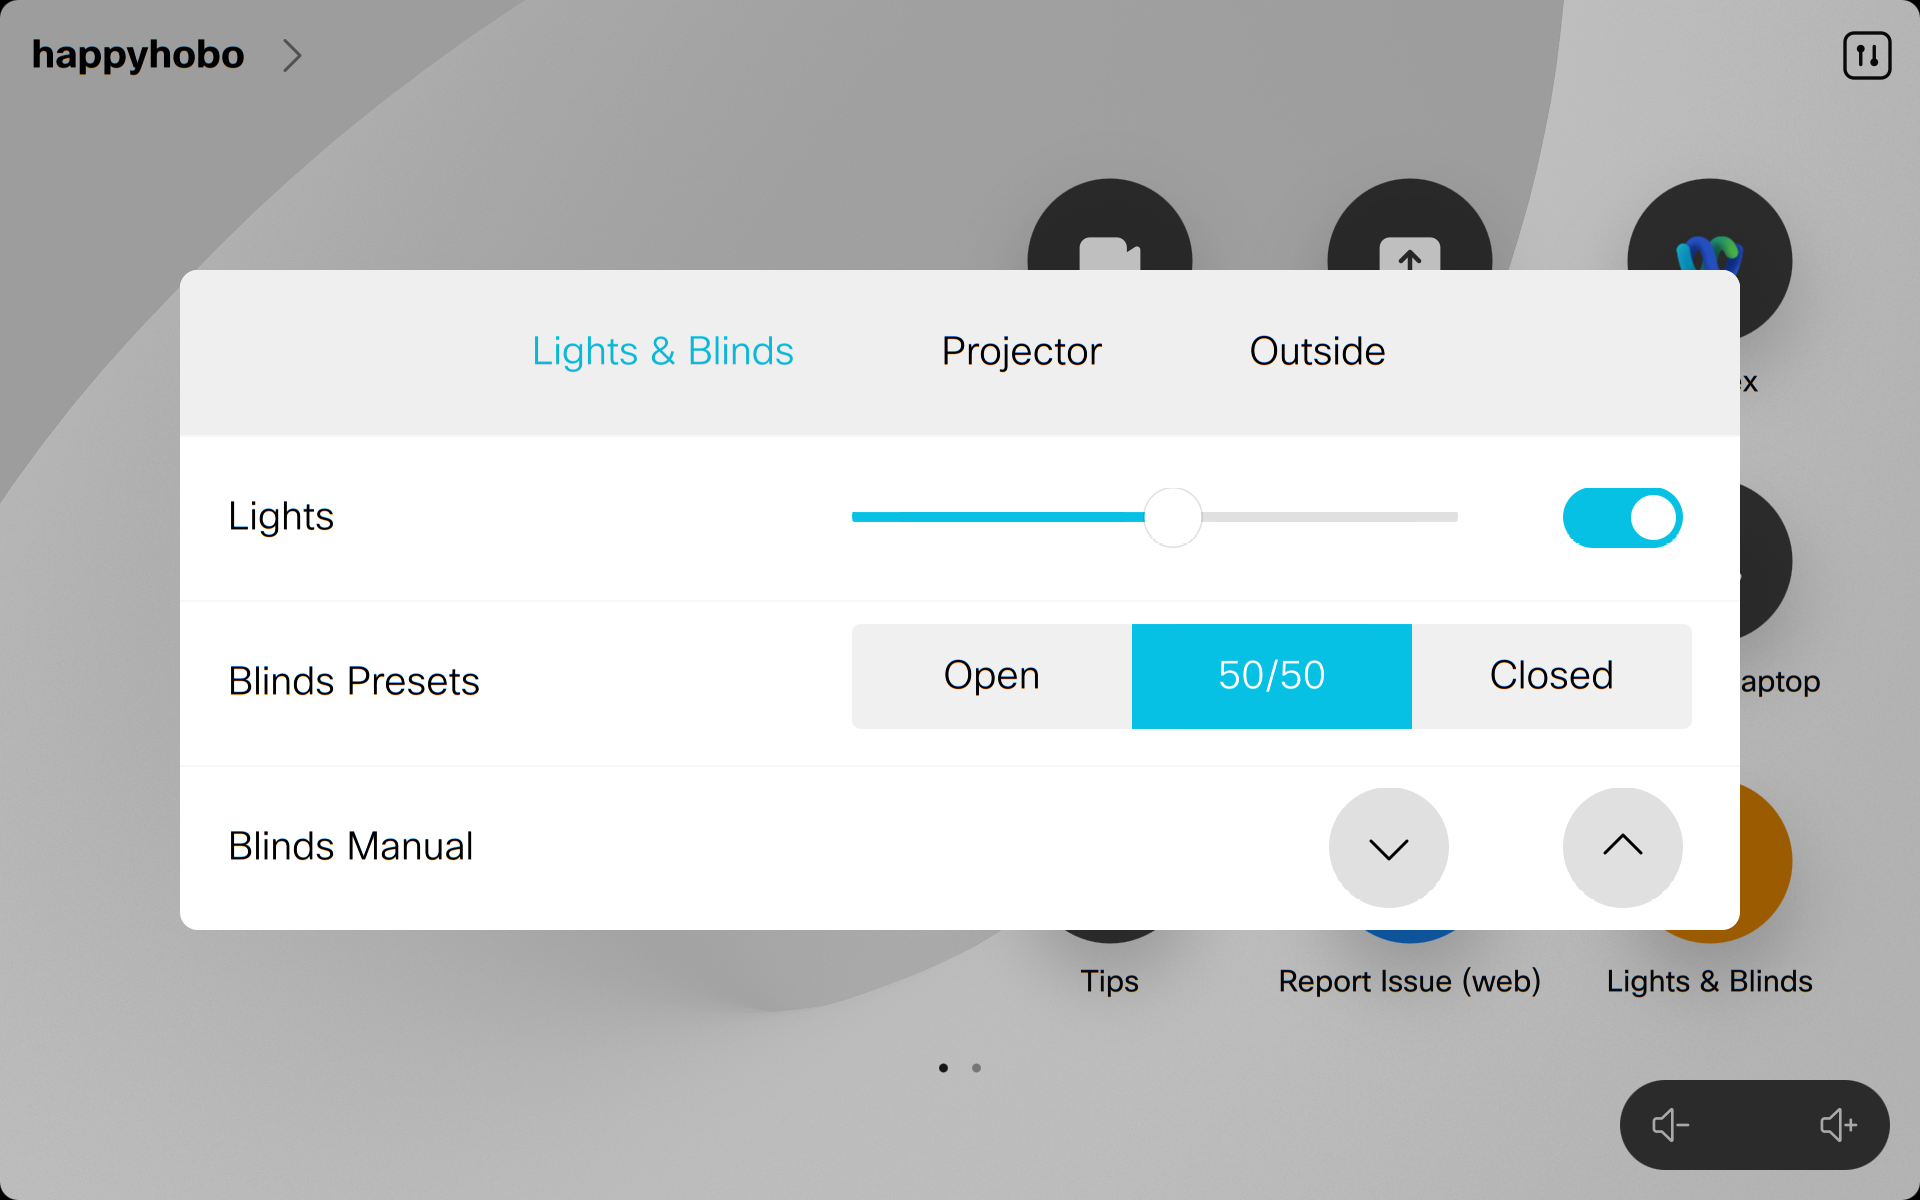 happyhobo
Lights & Blinds
Projector
Outside
Lights
Blinds Presets
Open
50/50
Closed
Blinds Manual
Tips
Report Issue (web)
Lights & Blinds